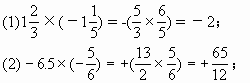 (1)1 2/3 × (−1 1/5) = -(5/3 × 6/5) = − 2；
(2) − 6.5 × (− 5/6) = +(13/2 × 5/6) = + 65/12；